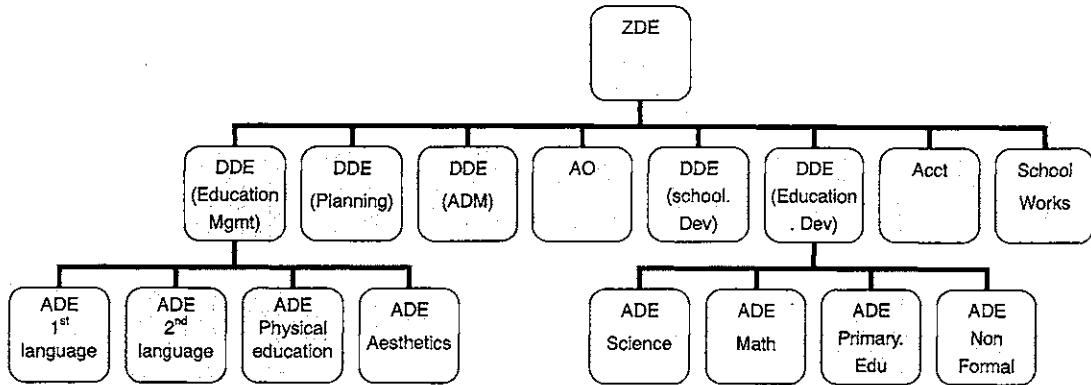 ZDE
DDE
(Education
Mgmt)
DDE
(Planning)
DDE
(ADM)
AO
DDE
(school.
Dev)
DDE
(Education
. Dev)
Acct
School
Works
ADE
1st
language
ADE
2nd
language
ADE
Physical
education
ADE
Aesthetics
ADE
Science
ADE
Math
ADE
Primary.
Edu
ADE
Non
Formal